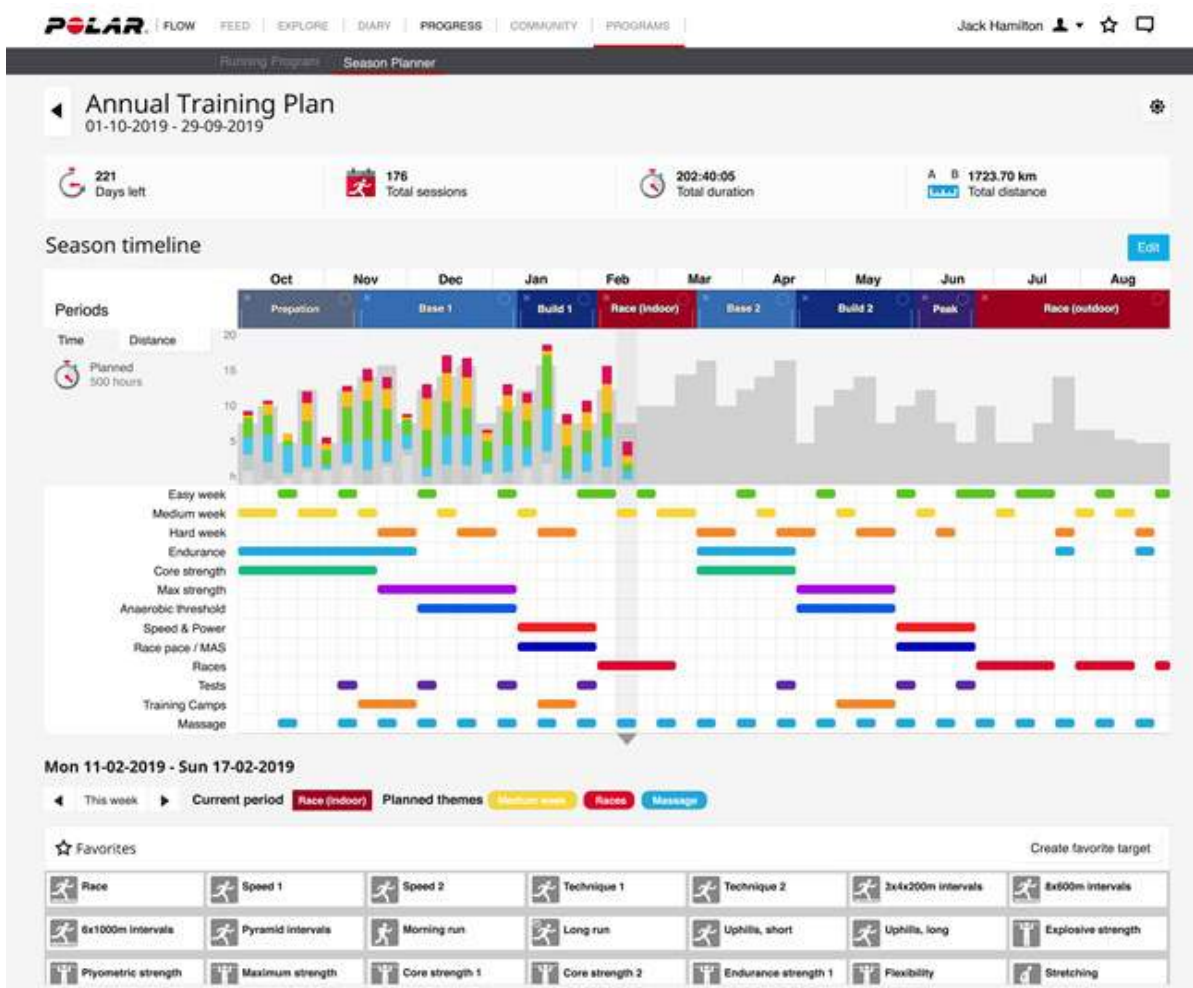 POLAR. FLOW FEED EXPLORE DIARY PROGRESS COMMUNITY PROGRAMS Jack Hamilton
Running Program Season Planner
Annual Training Plan
01-10-2019 - 29-09-2019
221 176 202:40:05 A B 1723.70 km
Days left Total sessions Total duration Total distance
Season timeline Edit
Oct Nov Dec Jan Feb Mar Apr May Jun Jul Aug
Periods Prepation Base 1 Build 1 Race (indoor) Base 2 Build 2 Peak Race (outdoor)
Time Distance 20
Planned 15
500 hours
10
5
h
Easy week
Medium week
Hard week
Endurance
Core strength
Max strength
Anaerobic threshold
Speed & Power
Race pace / MAS
Races
Tests
Training Camps
Massage
Mon 11-02-2019 - Sun 17-02-2019
This week Current period Race (indoor) Planned themes Medium week Races Massage
Favorites Create favorite target
Race Speed 1 Speed 2 Technique 1 Technique 2 3x4x200m intervals 8x600m intervals
6x1000m intervals Pyramid intervals Morning run Long run Uphills, short Uphills, long Explosive strength
Plyometric strength Maximum strength Core strength 1 Core strength 2 Endurance strength 1 Flexibility Stretching